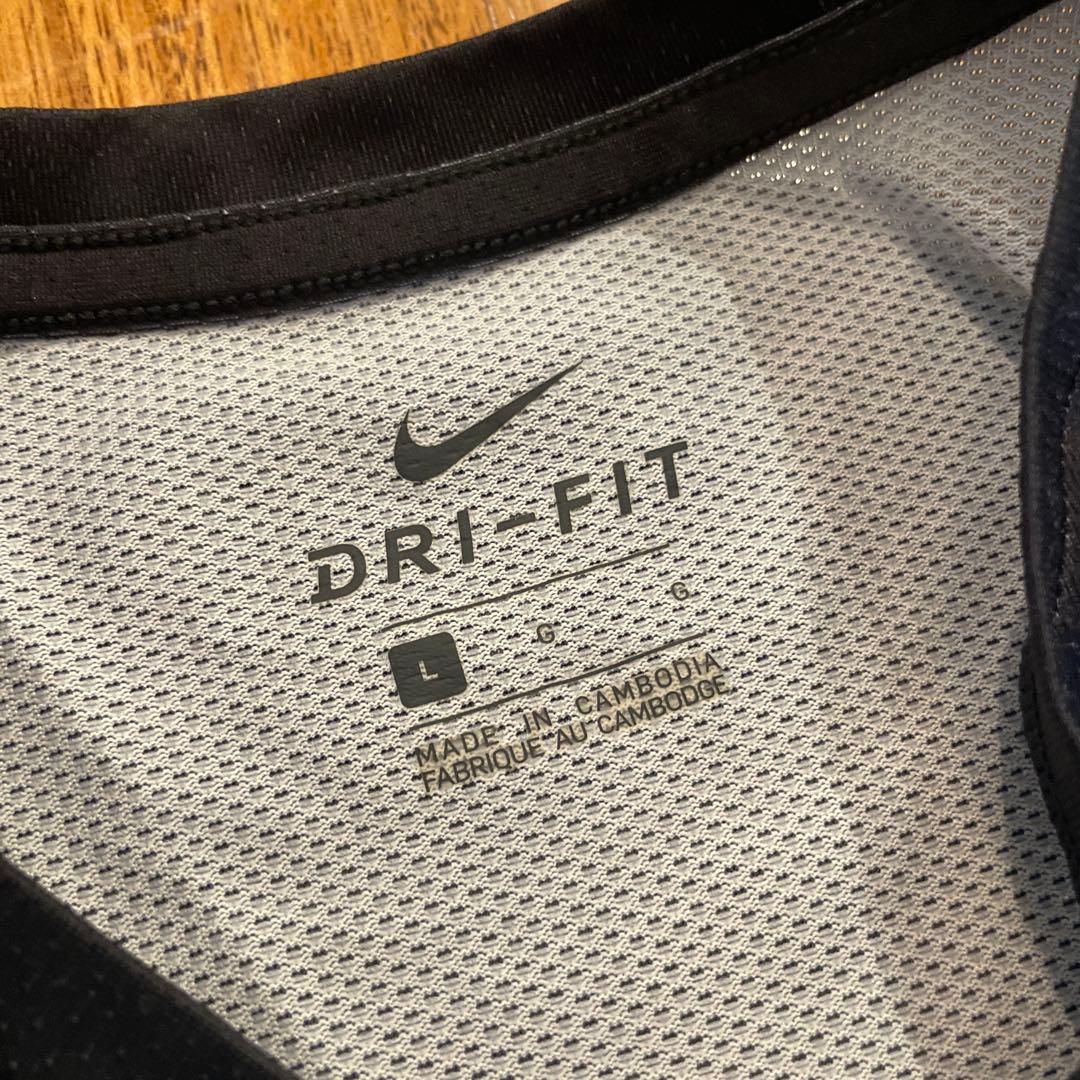 DRI-FIT
L G G
MADE IN CAMBODIA
FABRIQUE AU CAMBODGE